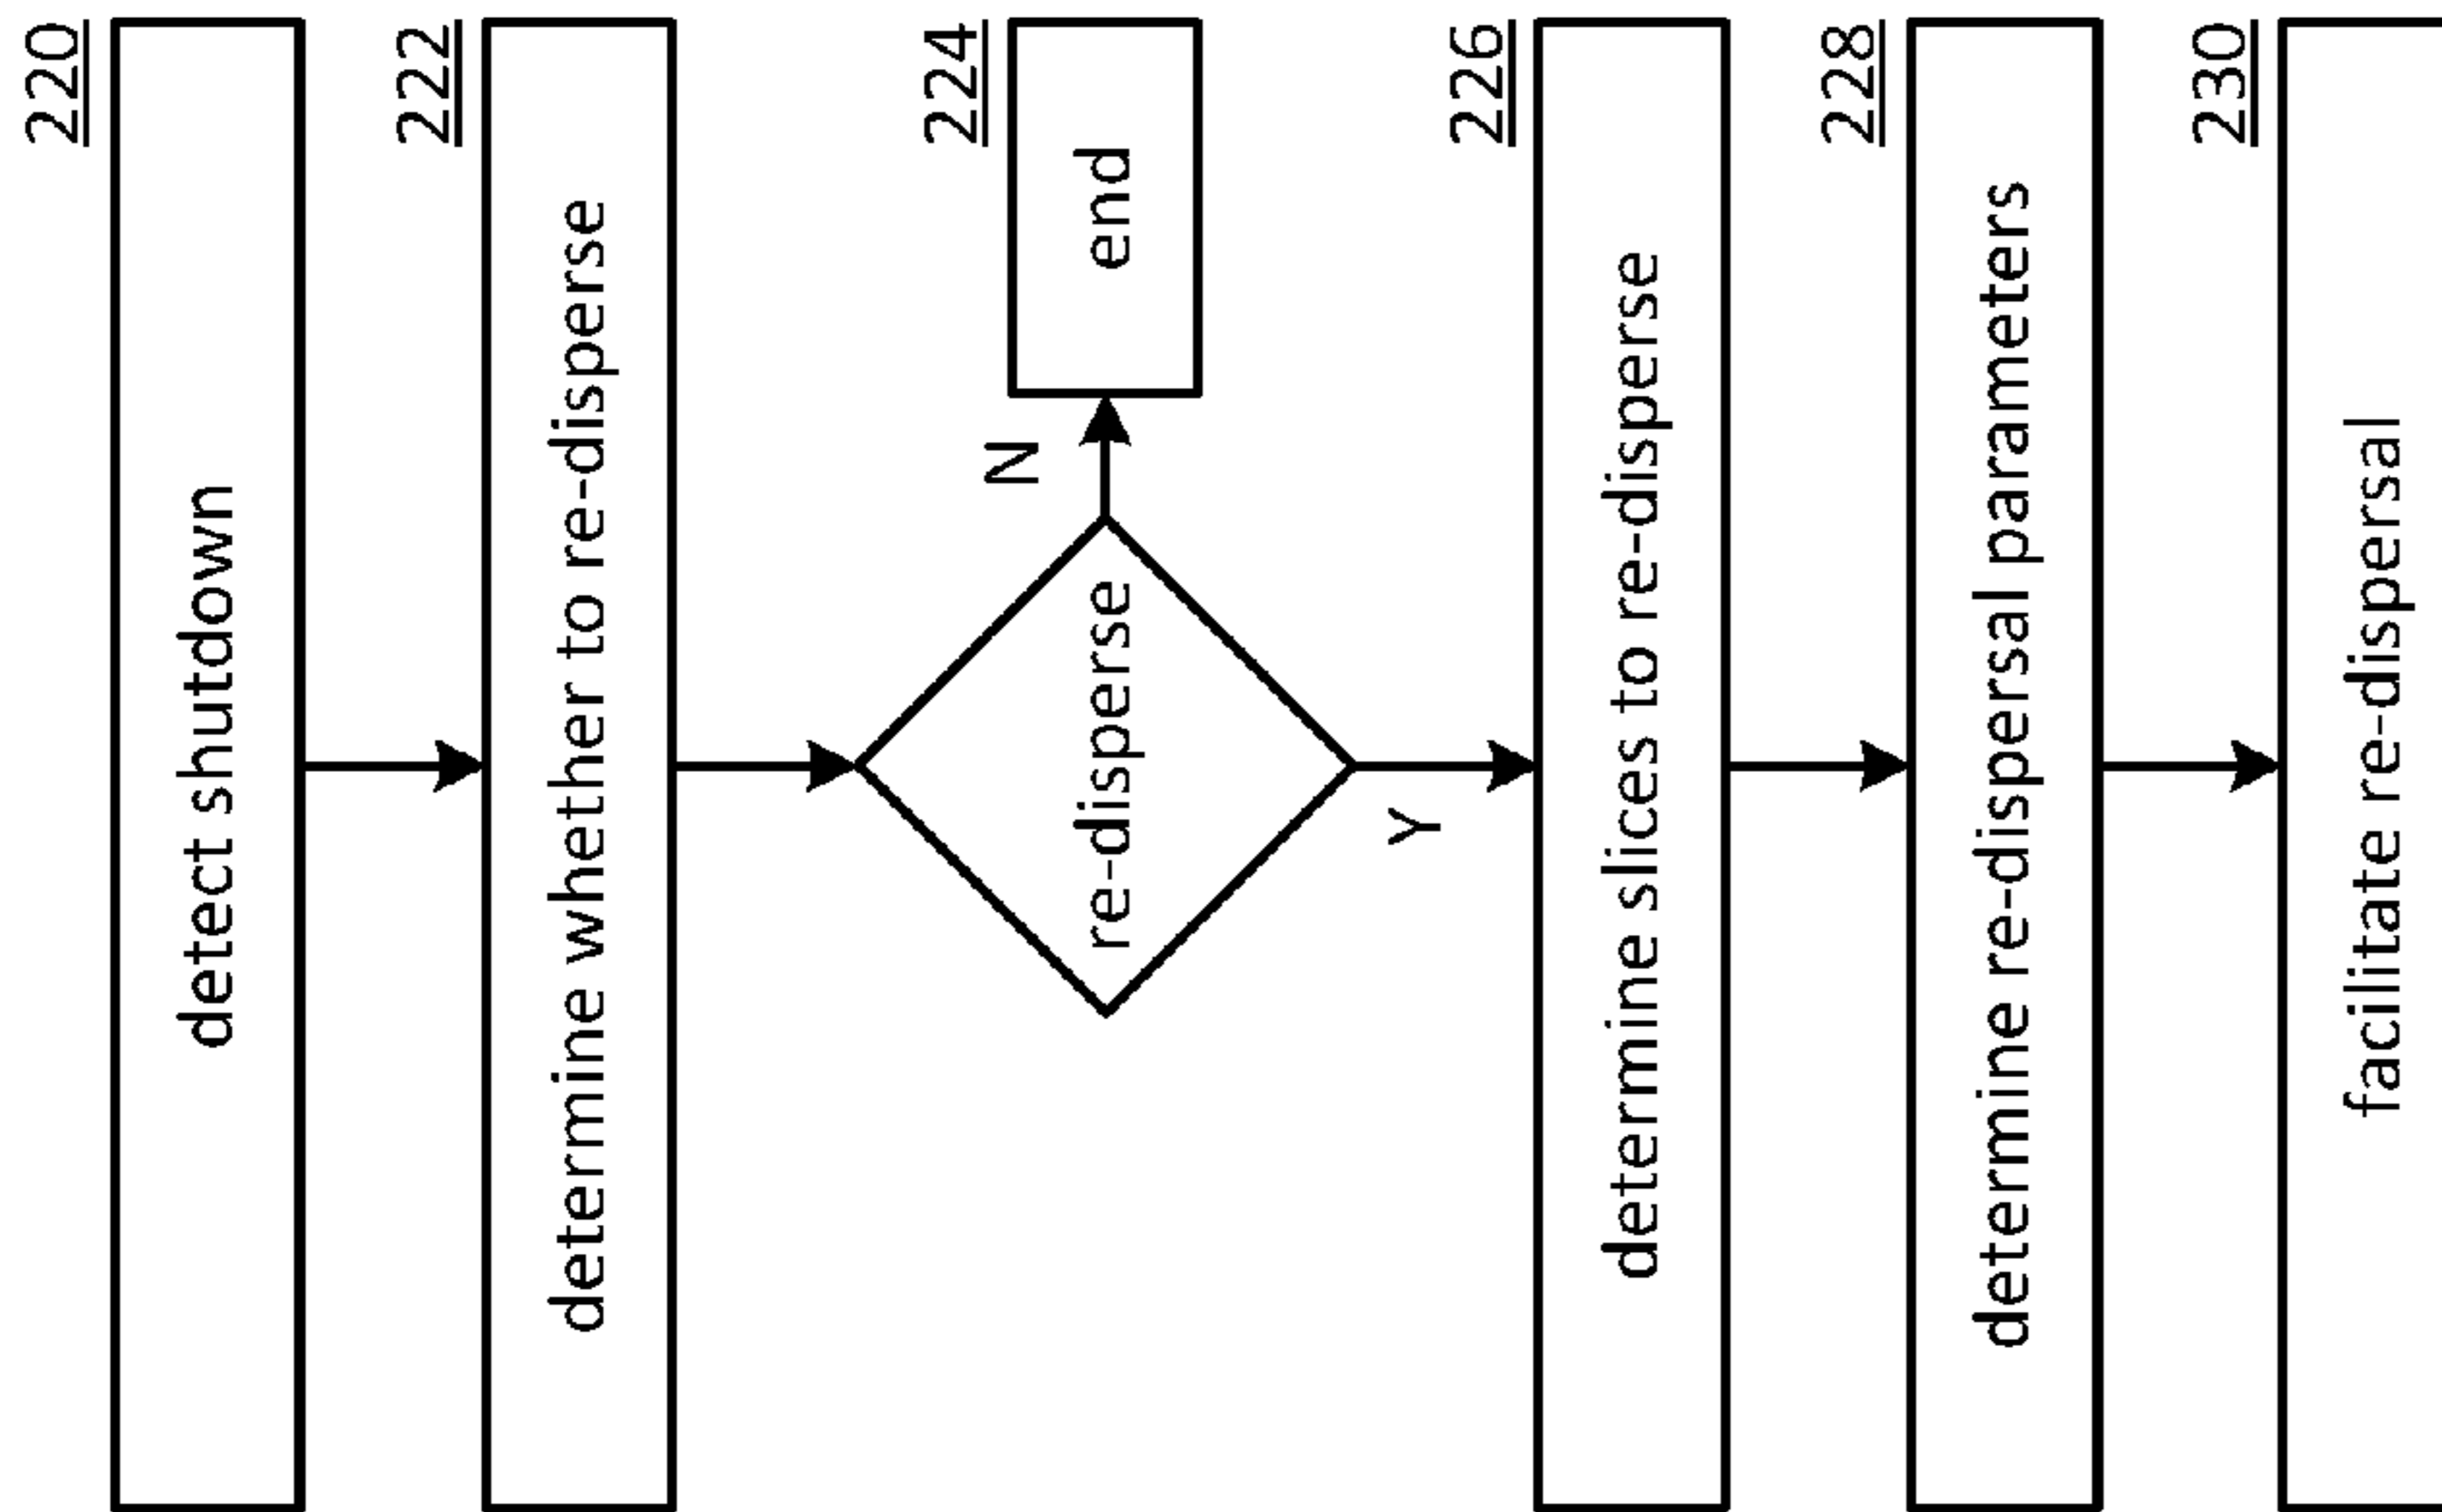 220
detect shutdown
222
determine whether to re-disperse
re-disperse
N
224
end
Y
226
determine slices to re-disperse
228
determine re-dispersal parameters
230
facilitate re-dispersal